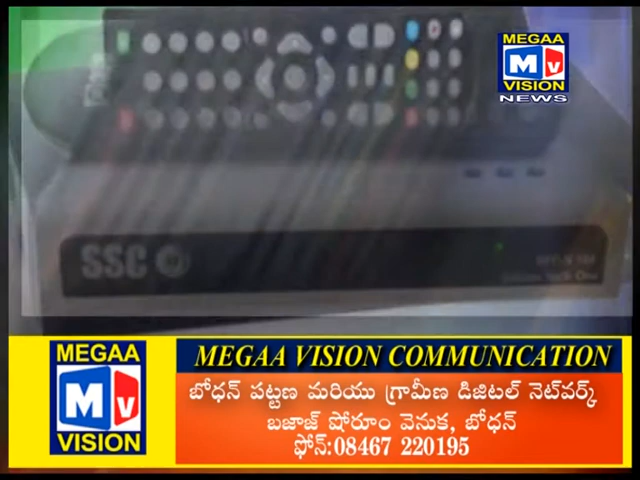 MEGAA
MV
VISION
NEWS
SSC
MEGAA
MV
VISION
MEGAA VISION COMMUNICATION
బోధన్ పట్టణ మరియు గ్రామీణ డిజిటల్ నెట్‌వర్క్
బజాజ్ షోరూం వెనుక, బోధన్
ఫోన్:08467 220195